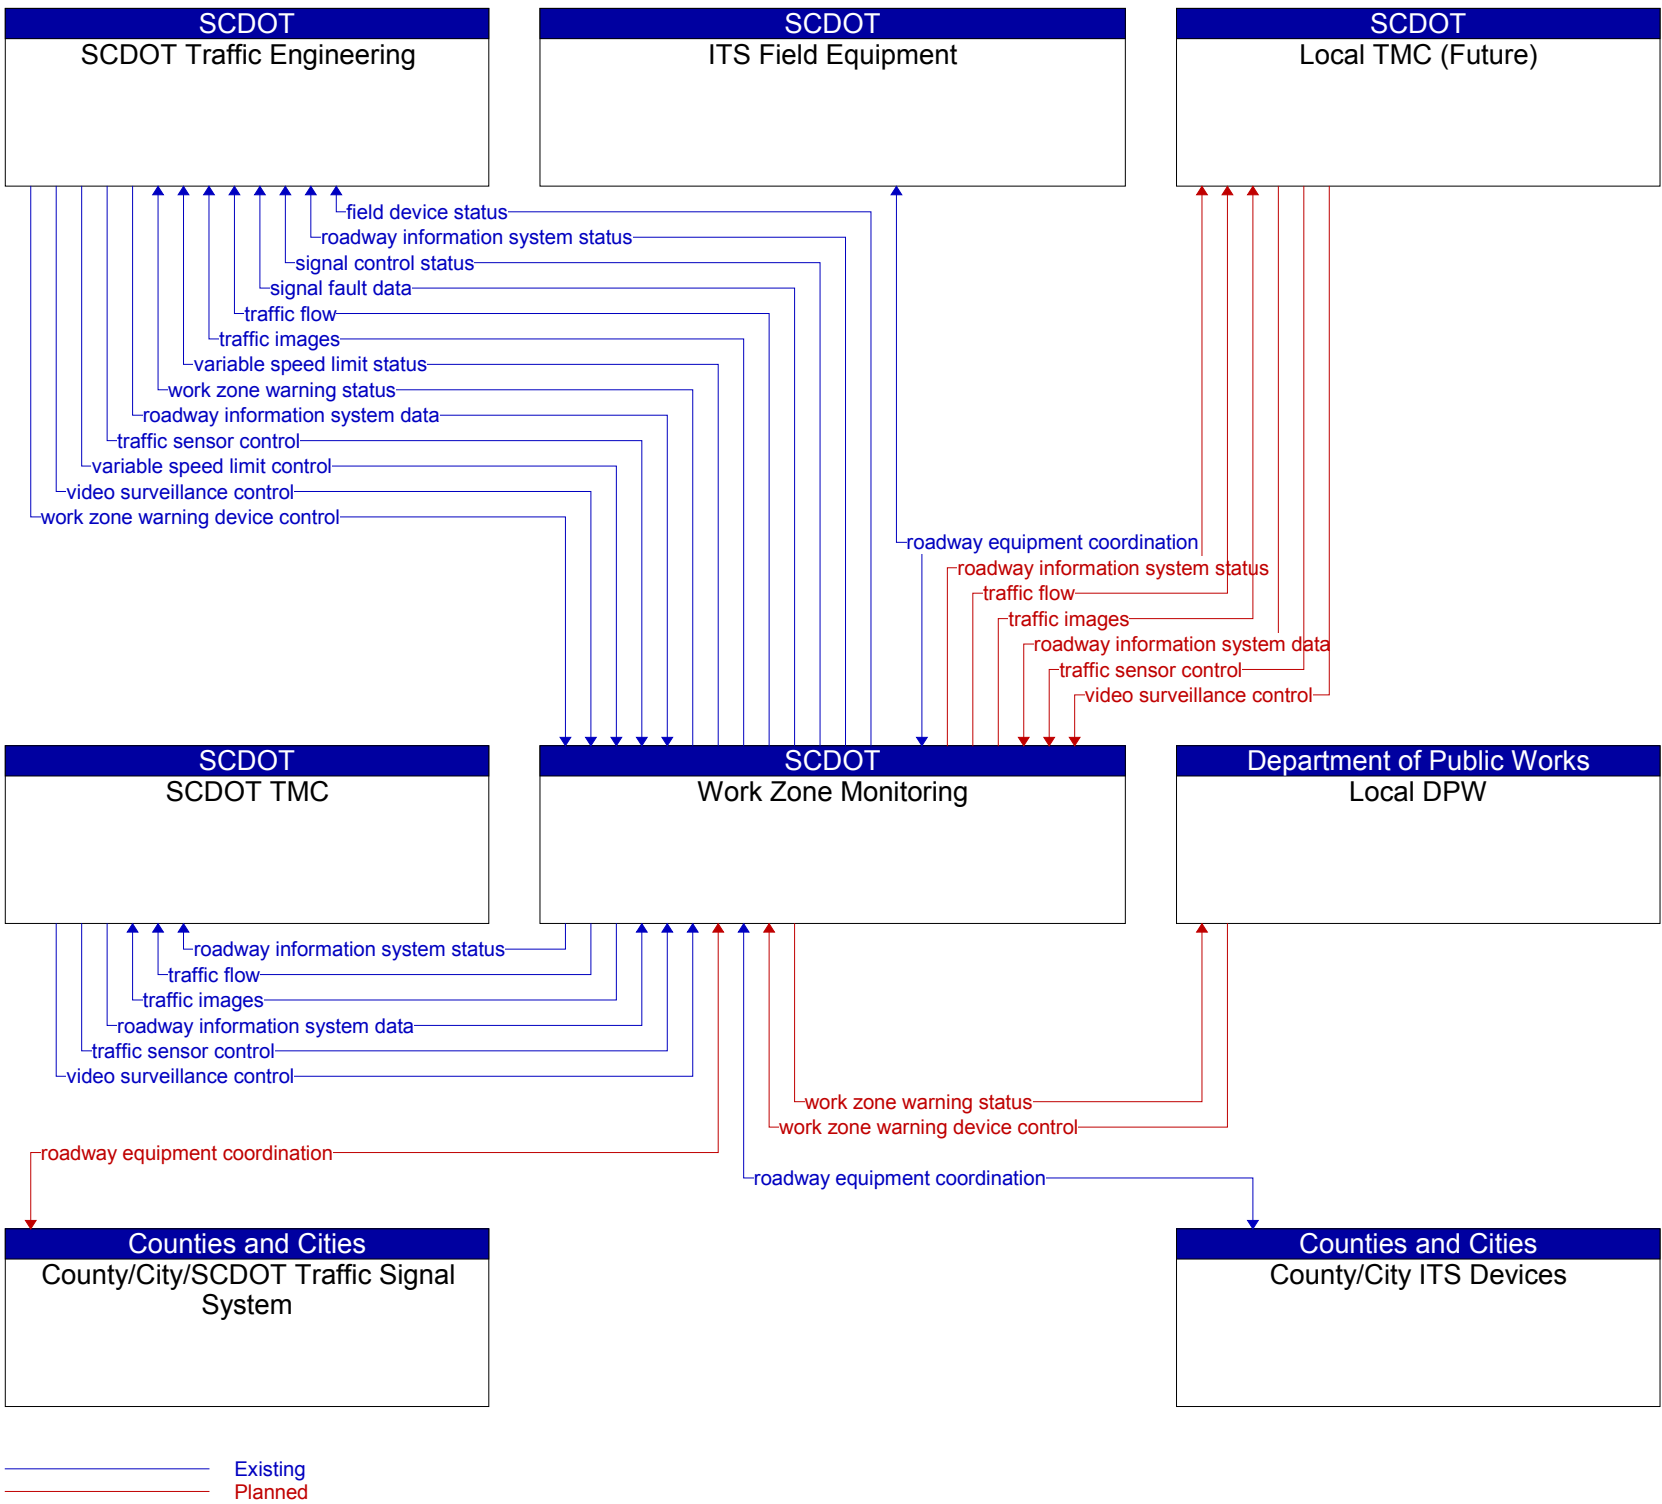 SCDOT
SCDOT Traffic Engineering
SCDOT
ITS Field Equipment
SCDOT
Local TMC (Future)
field device status
roadway information system status
signal control status
signal fault data
traffic flow
traffic images
variable speed limit status
work zone warning status
roadway information system data
traffic sensor control
variable speed limit control
video surveillance control
work zone warning device control
roadway equipment coordination
roadway information system status
traffic flow
traffic images
roadway information system data
traffic sensor control
video surveillance control
SCDOT
SCDOT TMC
SCDOT
Work Zone Monitoring
Department of Public Works
Local DPW
roadway information system status
traffic flow
traffic images
roadway information system data
traffic sensor control
video surveillance control
work zone warning status
work zone warning device control
roadway equipment coordination
roadway equipment coordination
Counties and Cities
County/City/SCDOT Traffic Signal
System
Counties and Cities
County/City ITS Devices
Existing
Planned